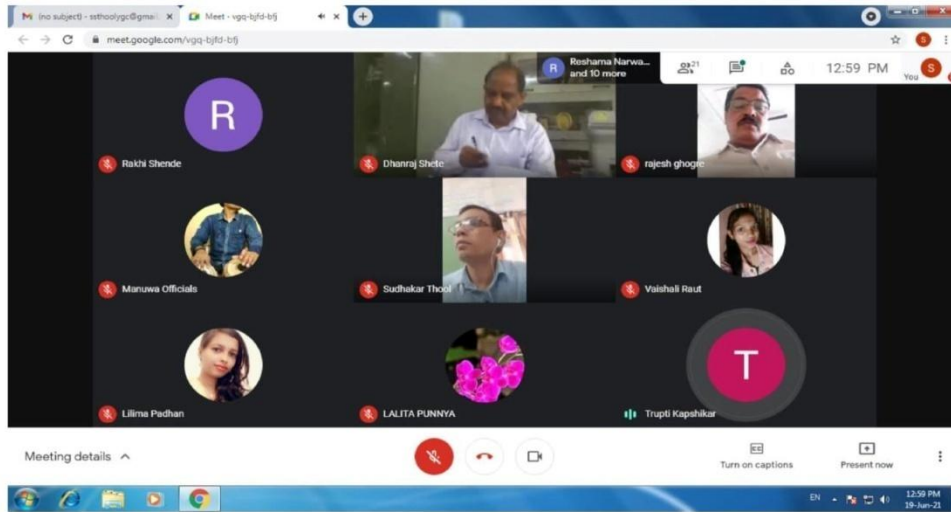 (no subject) - ssthoolygc@gmai
Meet - vgq-bjfd-bfj
meet.google.com/vgq-bjfd-bfj
S
R
Reshama Narwa...
and 10 more
21
12:59 PM
You
S
R
Rakhi Shende
Dhanraj Shete
rajesh ghogre
Manuwa Officials
Sudhakar Thool
Vaishali Raut
T
Lilima Padhan
LALITA PUNNYA
Trupti Kapshikar
Meeting details
CC
Turn on captions
Present now
EN
12:59 PM
19-Jun-21